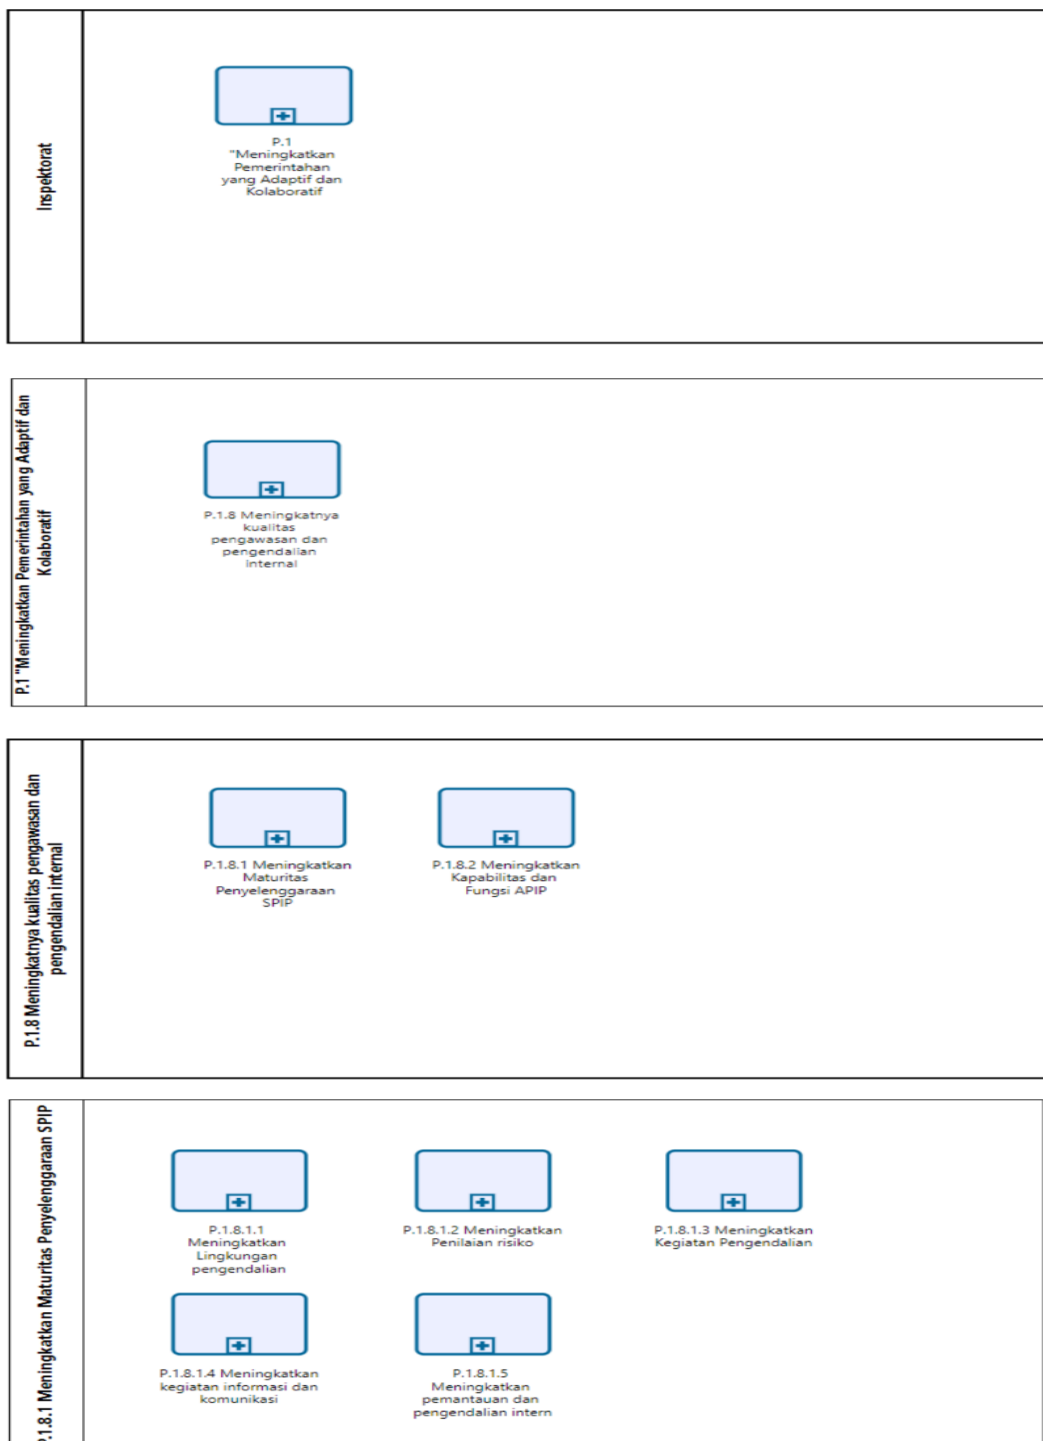 Inspektorat
P.1
"Meningkatkan
Pemerintahan
yang Adaptif dan
Kolaboratif
P.1 "Meningkatkan Pemerintahan yang Adaptif dan
Kolaboratif
P.1.8 Meningkatnya
kualitas
pengawasan dan
pengendalian
internal
P.1.8 Meningkatnya kualitas pengawasan dan
pengendalian internal
P.1.8.1 Meningkatkan
Maturitas
Penyelenggaraan
SPIP
P.1.8.2 Meningkatkan
Kapabilitas dan
Fungsi APIP
P.1.8.1 Meningkatkan Maturitas Penyelenggaraan SPIP
P.1.8.1.1
Meningkatkan
Lingkungan
pengendalian
P.1.8.1.2 Meningkatkan
Penilaian risiko
P.1.8.1.3 Meningkatkan
Kegiatan Pengendalian
P.1.8.1.4 Meningkatkan
kegiatan informasi dan
komunikasi
P.1.8.1.5
Meningkatkan
pemantauan dan
pengendalian intern